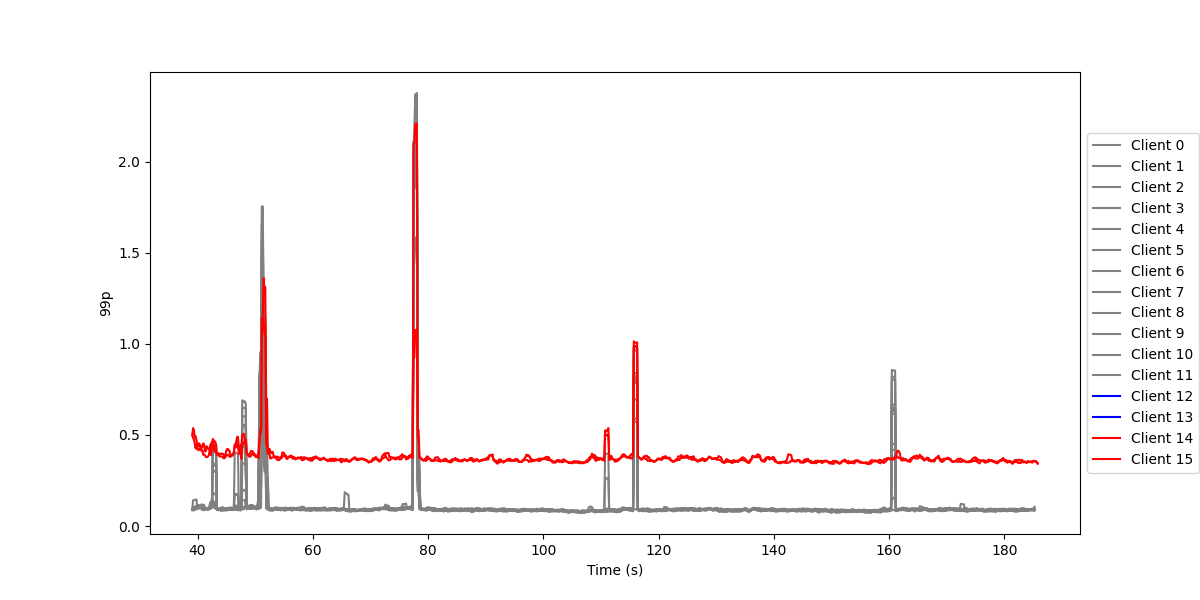 99p
2.0
1.5
1.0
0.5
0.0
40
60
80
100
120
140
160
180
Time (s)
Client 0
Client 1
Client 2
Client 3
Client 4
Client 5
Client 6
Client 7
Client 8
Client 9
Client 10
Client 11
Client 12
Client 13
Client 14
Client 15